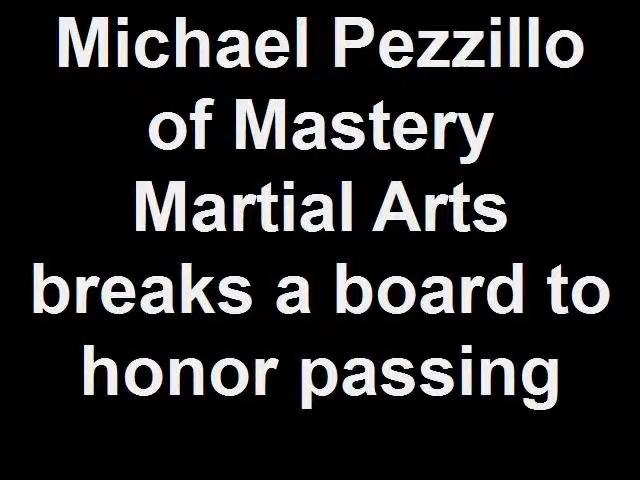 Michael Pezzillo
of Mastery
Martial Arts
breaks a board to
honor passing